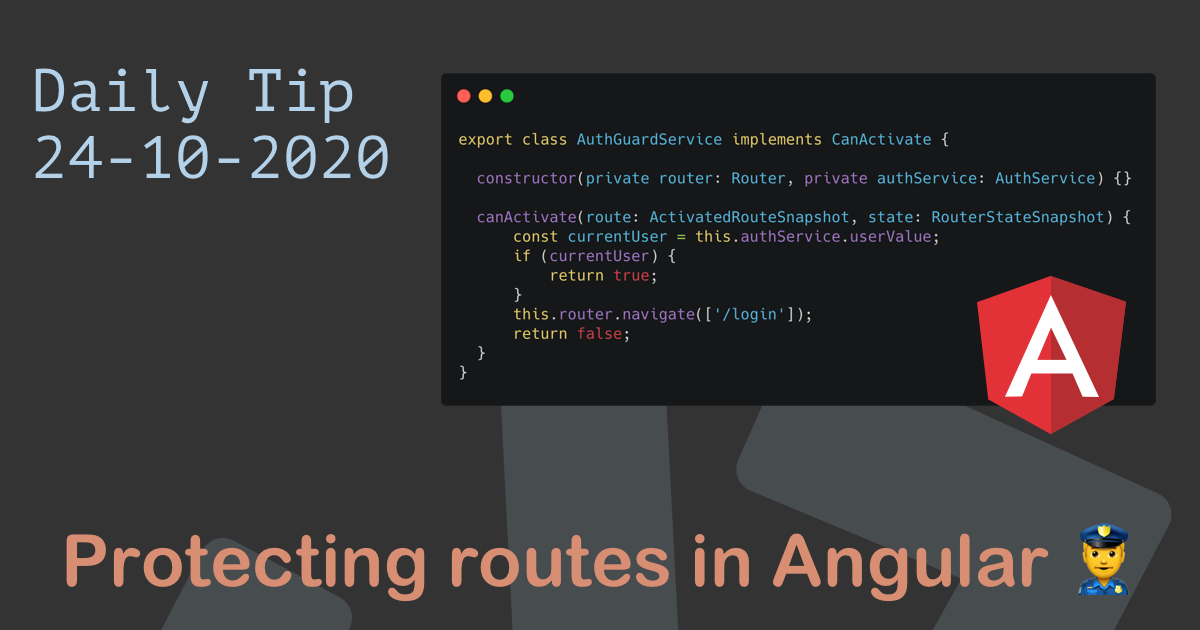 Daily Tip
24-10-2020
export class AuthGuardService implements CanActivate {
constructor(private router: Router, private authService: AuthService) {}
canActivate(route: ActivatedRouteSnapshot, state: RouterStateSnapshot) {
const currentUser = this.authService.userValue;
if (currentUser) {
return true;
}
this.router.navigate(['/login']);
return false;
}
}
A
Protecting routes in Angular